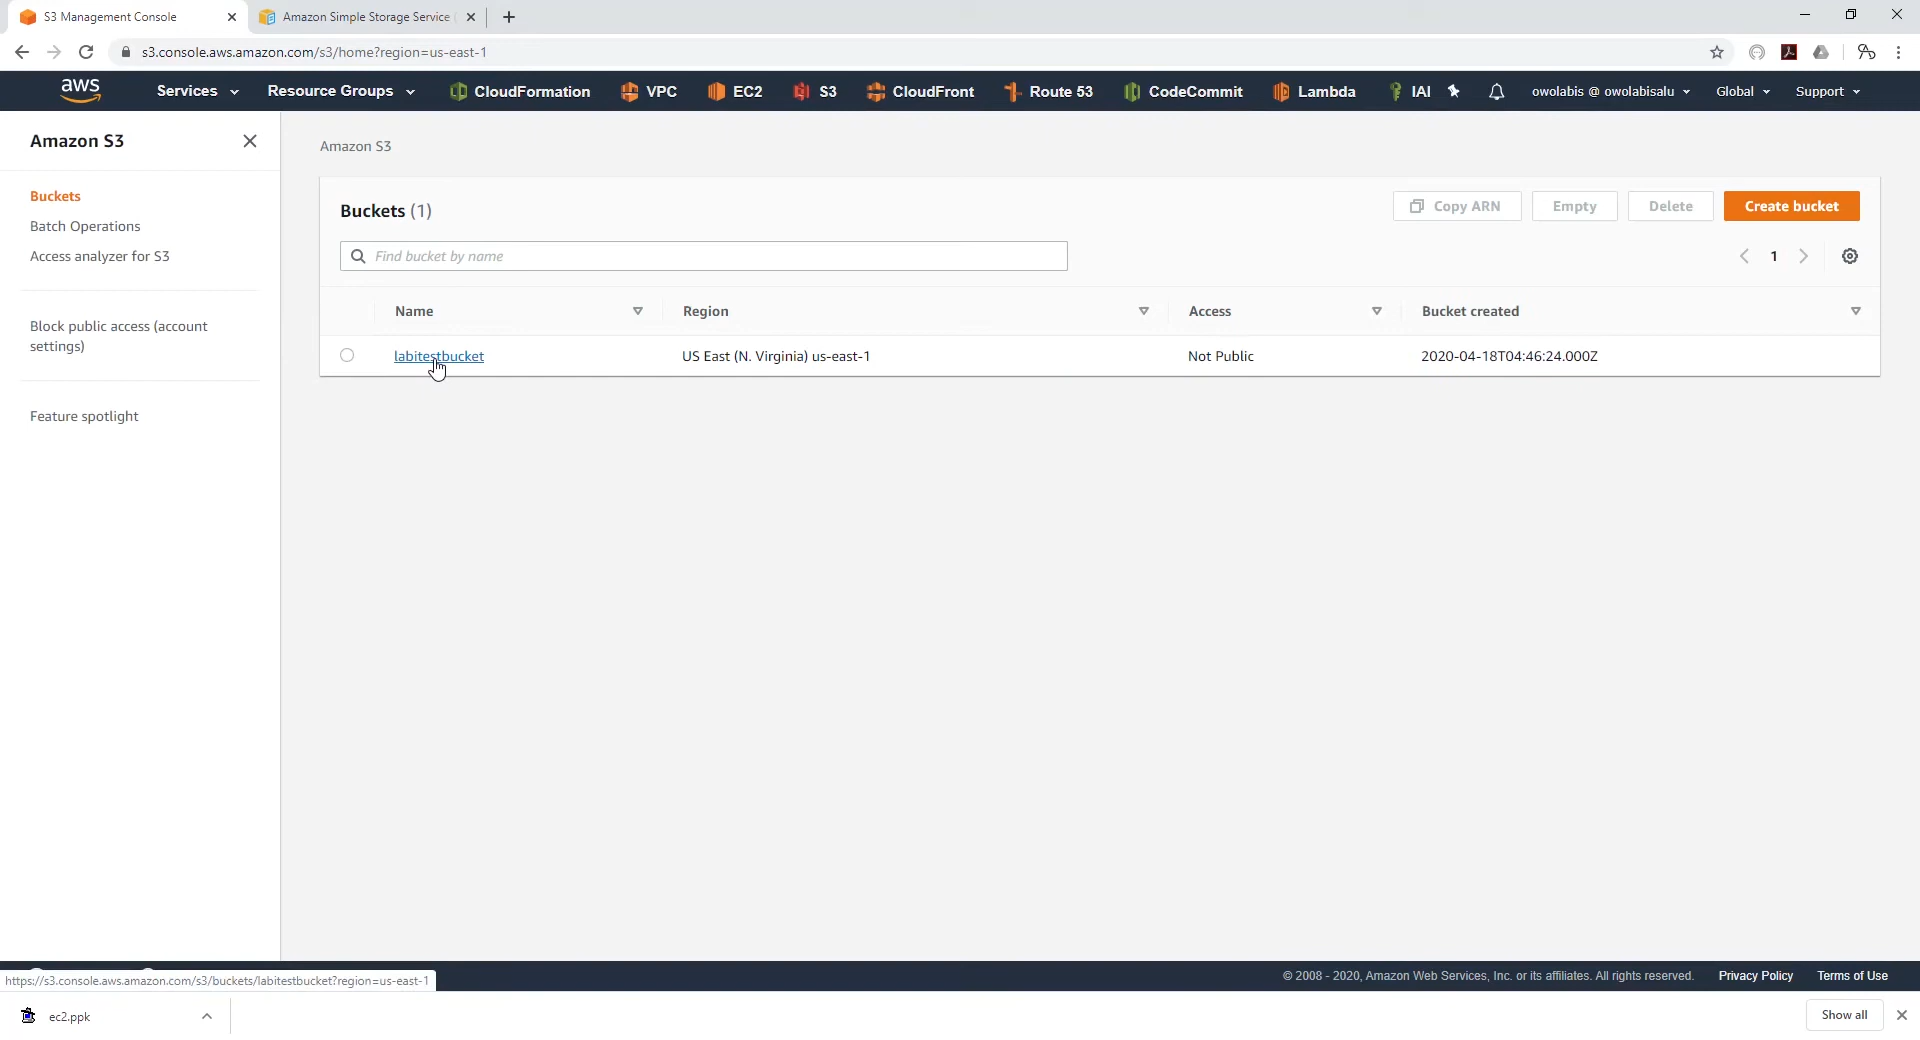 S3 Management Console
Amazon Simple Storage Service (
s3.console.aws.amazon.com/s3/home?region=us-east-1
aws
Services
Resource Groups
CloudFormation
VPC
EC2
S3
CloudFront
Route 53
CodeCommit
Lambda
IAI
owolabis @ owolabisalu
Global
Support
Amazon S3
Buckets
Batch Operations
Access analyzer for S3
Block public access (account
settings)
Feature spotlight
Amazon S3
Buckets (1)
Copy ARN
Empty
Delete
Create bucket
Find bucket by name
1
Name
Region
Access
Bucket created
labitestbucket
US East (N. Virginia) us-east-1
Not Public
2020-04-18T04:46:24.000Z
https://s3.console.aws.amazon.com/s3/buckets/labitestbucket?region=us-east-1
© 2008 - 2020, Amazon Web Services, Inc. or its affiliates. All rights reserved.
Privacy Policy
Terms of Use
ec2.ppk
Show all